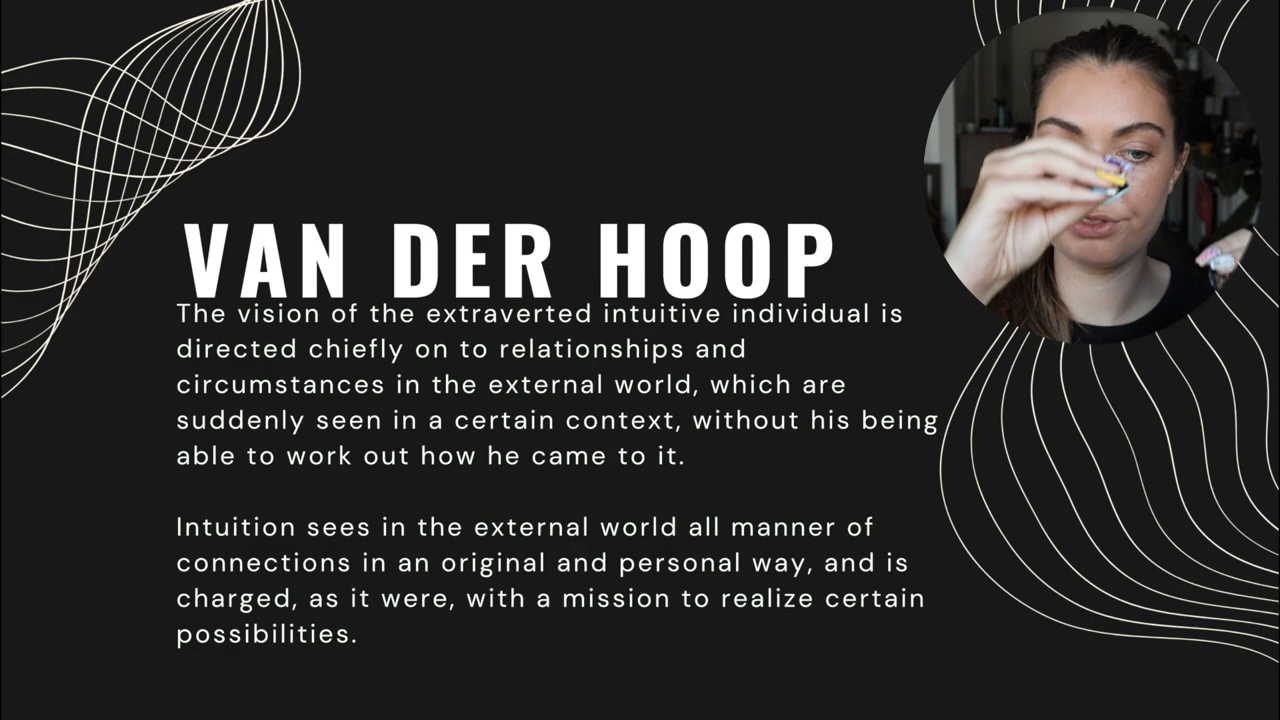 VAN DER HOOP
The vision of the extraverted intuitive individual is
directed chiefly on to relationships and
circumstances in the external world, which are
suddenly seen in a certain context, without his being
able to work out how he came to it.
Intuition sees in the external world all manner of
connections in an original and personal way, and is
charged, as it were, with a mission to realize certain
possibilities.